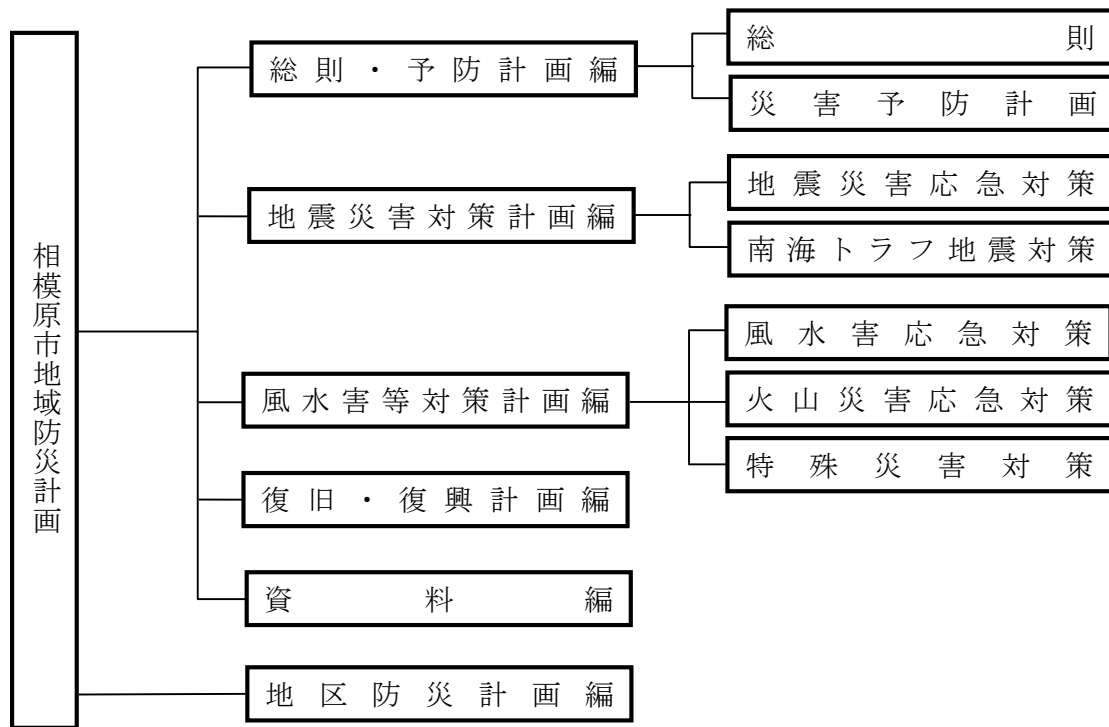 相模原市地域防災計画
総則・予防計画編
総則
災害予防計画
地震災害対策計画編
地震災害応急対策
南海トラフ地震対策
風水害等対策計画編
風水害応急対策
火山災害応急対策
特殊災害対策
復旧・復興計画編
資料編
地区防災計画編